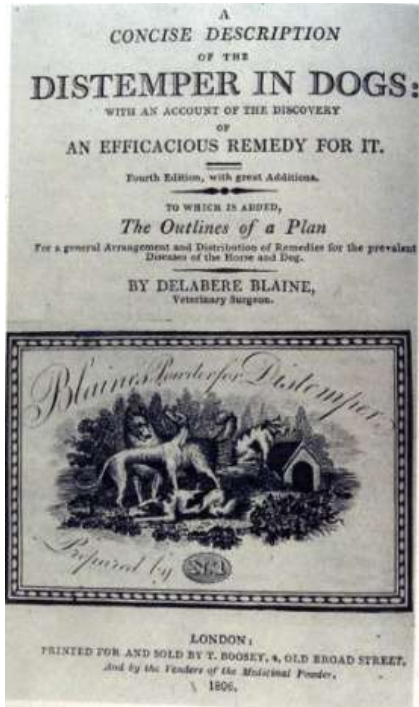 A
CONCISE DESCRIPTION
OF THE
DISTEMPER IN DOGS:
WITH AN ACCOUNT OF THE DISCOVERY
OF
AN EFFICACIOUS REMEDY FOR IT.
Fourth Edition, with great Additions.
TO WHICH IS ADDED,
The Outlines of a Plan
For a general Arrangement and Distribution of Remedies for the prevalent
Diseases of the Horse and Dog.
BY DELABERE BLAINE,
Veterinary Surgeon.
Blaine's Powder for Distemper
Prepared by
LONDON:
PRINTED FOR AND SOLD BY T. BOOSEY, 4, OLD BROAD STREET,
And by the Venders of the Medicinal Powder.
1806.